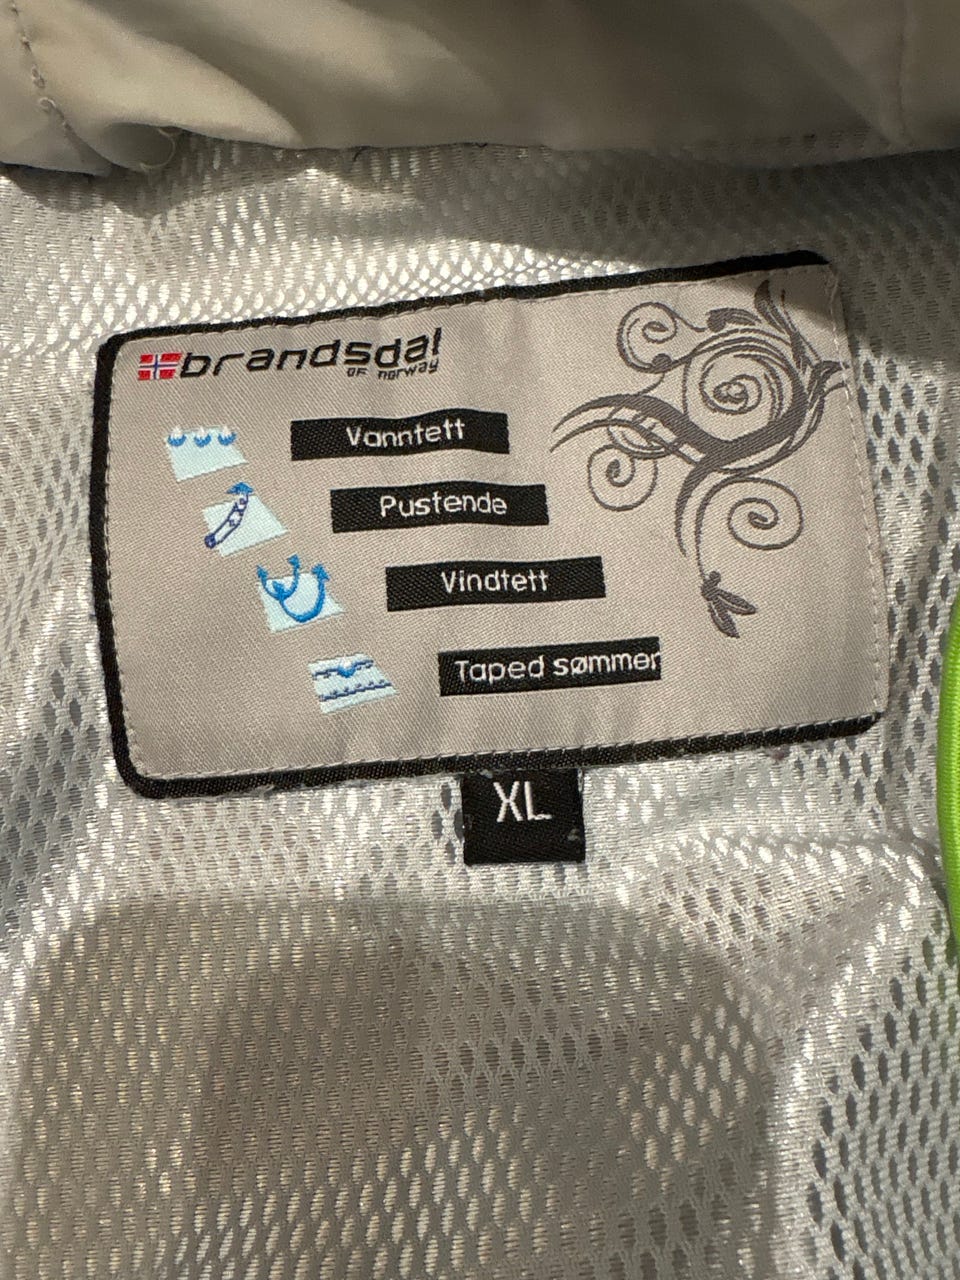 brandsdal
OF norway
Vanntett
Pustende
Vindtett
Taped sømmer
XL